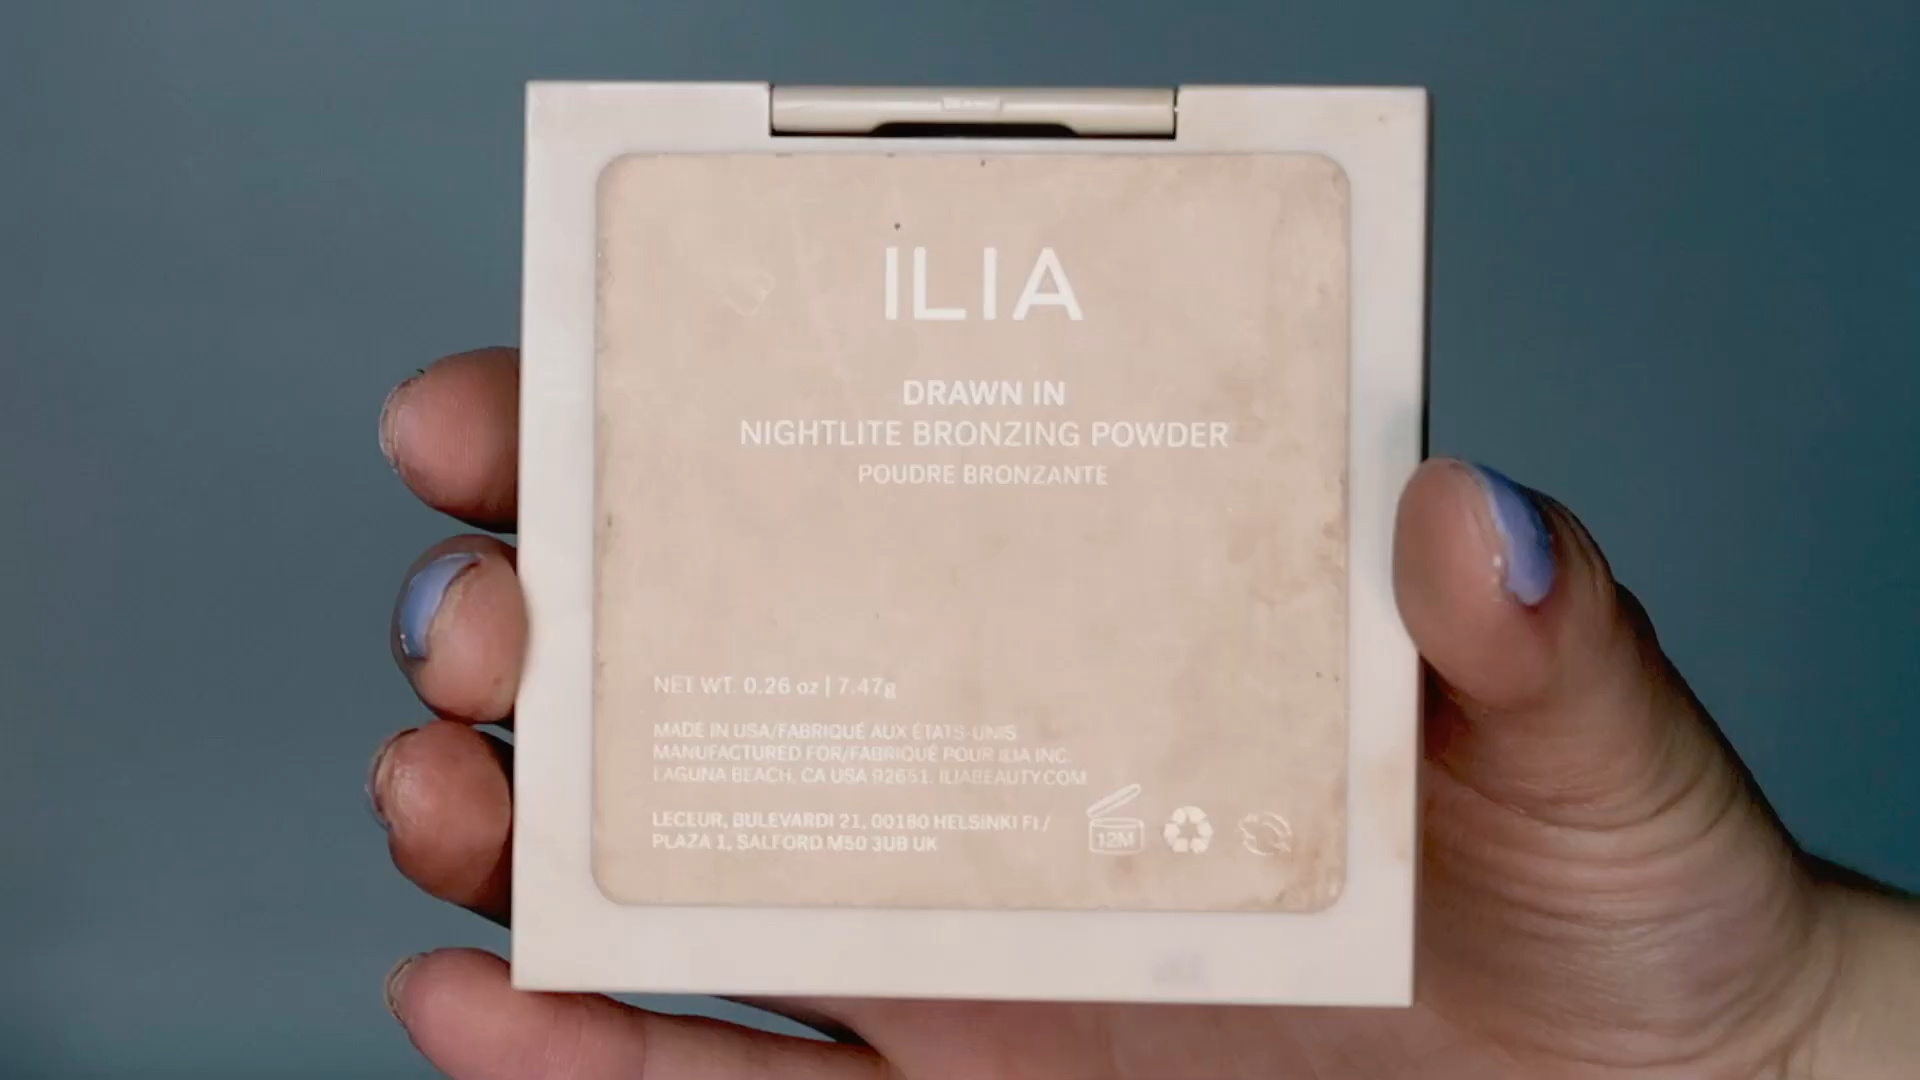 ILIA
DRAWN IN
NIGHTLITE BRONZING POWDER
POUDRE BRONZANTE
NET WT. 0.26 oz | 7.47g
MADE IN USA/FABRIQUÉ AUX ÉTATS-UNIS
MANUFACTURED FOR/FABRIQUÉ POUR ILIA INC.
LAGUNA BEACH, CA USA 92651. ILIABEAUTY.COM
LECEUR, BULEVARDI 21, 00180 HELSINKI FI /
PLAZA 1, SALFORD M50 3UB UK
12M